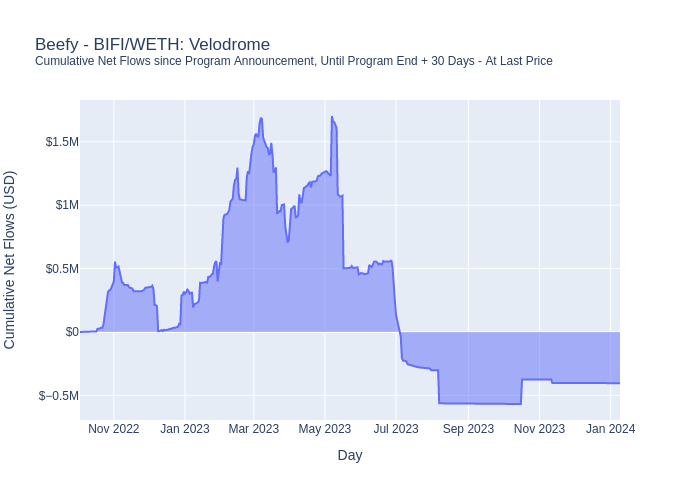 Beefy - BIFI/WETH: Velodrome
Cumulative Net Flows since Program Announcement, Until Program End + 30 Days - At Last Price
Cumulative Net Flows (USD)
$1.5M
$1M
$0.5M
$0
$−0.5M
Nov 2022 Jan 2023 Mar 2023 May 2023 Jul 2023 Sep 2023 Nov 2023 Jan 2024
Day